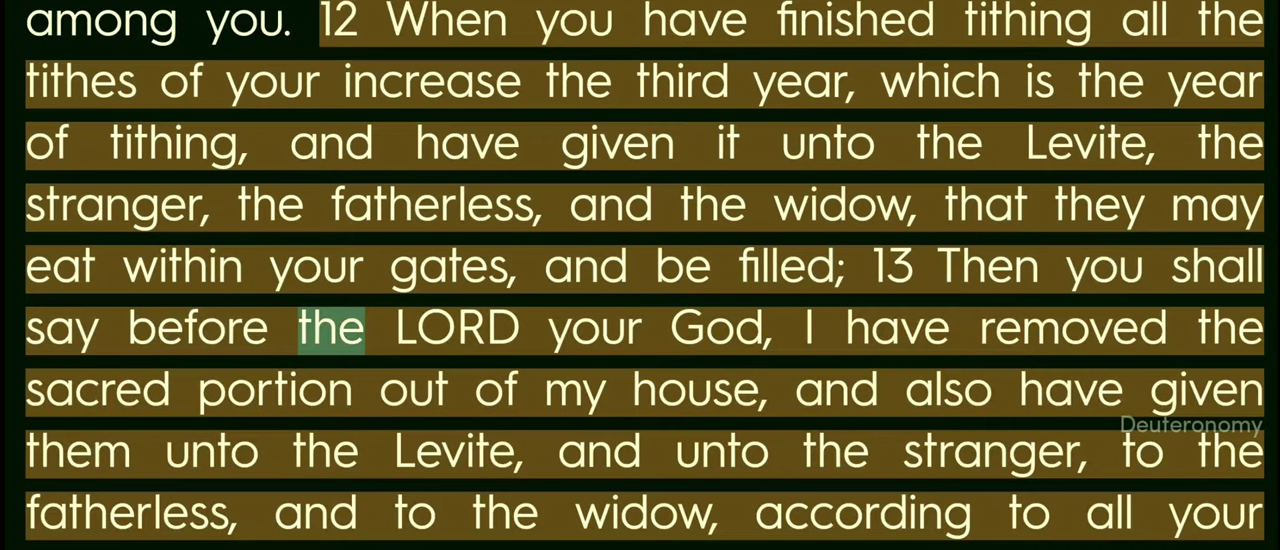 among you. 12 When you have finished tithing all the
tithes of your increase the third year, which is the year
of tithing, and have given it unto the Levite, the
stranger, the fatherless, and the widow, that they may
eat within your gates, and be filled; 13 Then you shall
say before the LORD your God, I have removed the
sacred portion out of my house, and also have given
Deuteronomy
them unto the Levite, and unto the stranger, to the
fatherless, and to the widow, according to all your